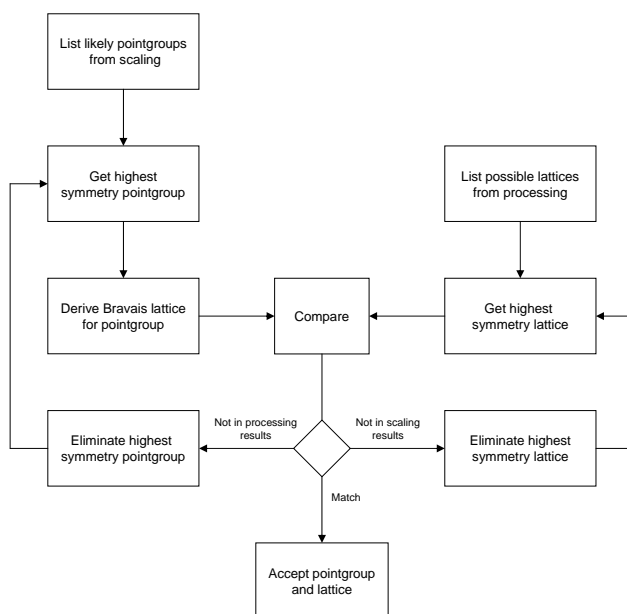 List likely pointgroups
from scaling
Get highest
symmetry pointgroup
List possible lattices
from processing
Derive Bravais lattice
for pointgroup
Compare
Get highest
symmetry lattice
Not in processing
results
Not in scaling
results
Eliminate highest
symmetry pointgroup
Eliminate highest
symmetry lattice
Match
Accept pointgroup
and lattice